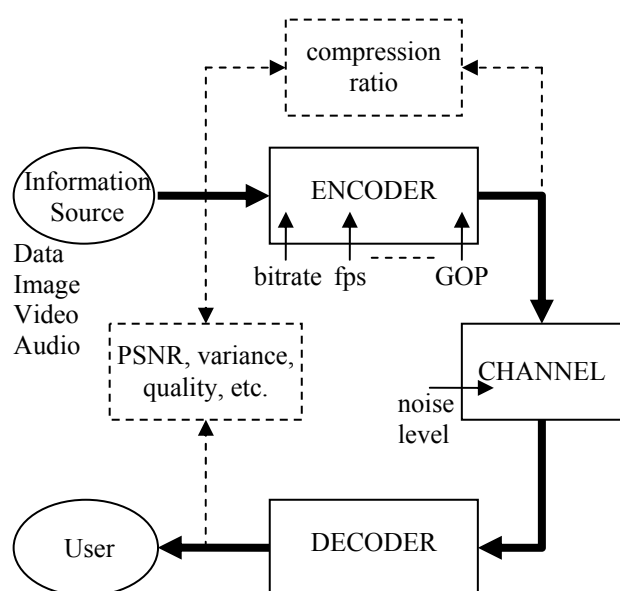 compression
ratio
Information
Source
ENCODER
bitrate fps GOP
Data
Image
Video
Audio
PSNR, variance,
quality, etc.
CHANNEL
noise
level
User
DECODER